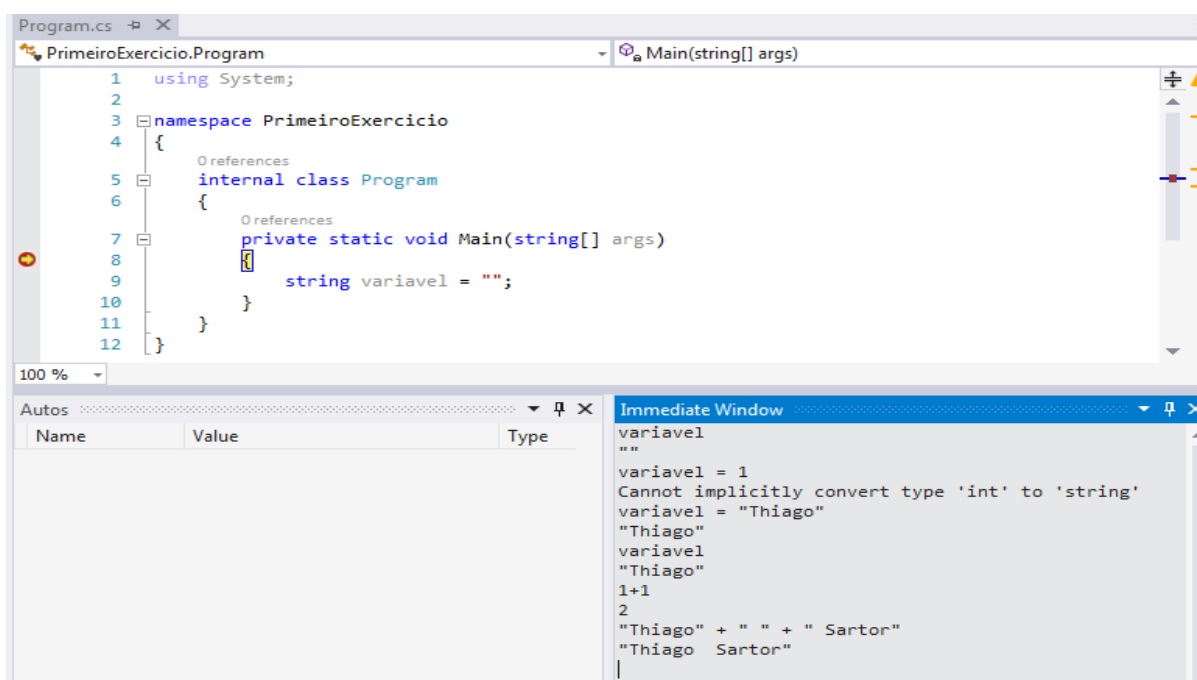 Program.cs
PrimeiroExercicio.Program
Main(string[] args)
1 using System;
2
3 namespace PrimeiroExercicio
4 {
0 references
5 internal class Program
6 {
0 references
7 private static void Main(string[] args)
8 {
9 string variavel = "";
10 }
11 }
12 }
100 %
Autos
Name Value Type
Immediate Window
variavel
""
variavel = 1
Cannot implicitly convert type 'int' to 'string'
variavel = "Thiago"
"Thiago"
variavel
"Thiago"
1+1
2
"Thiago" + " " + " Sartor"
"Thiago  Sartor"